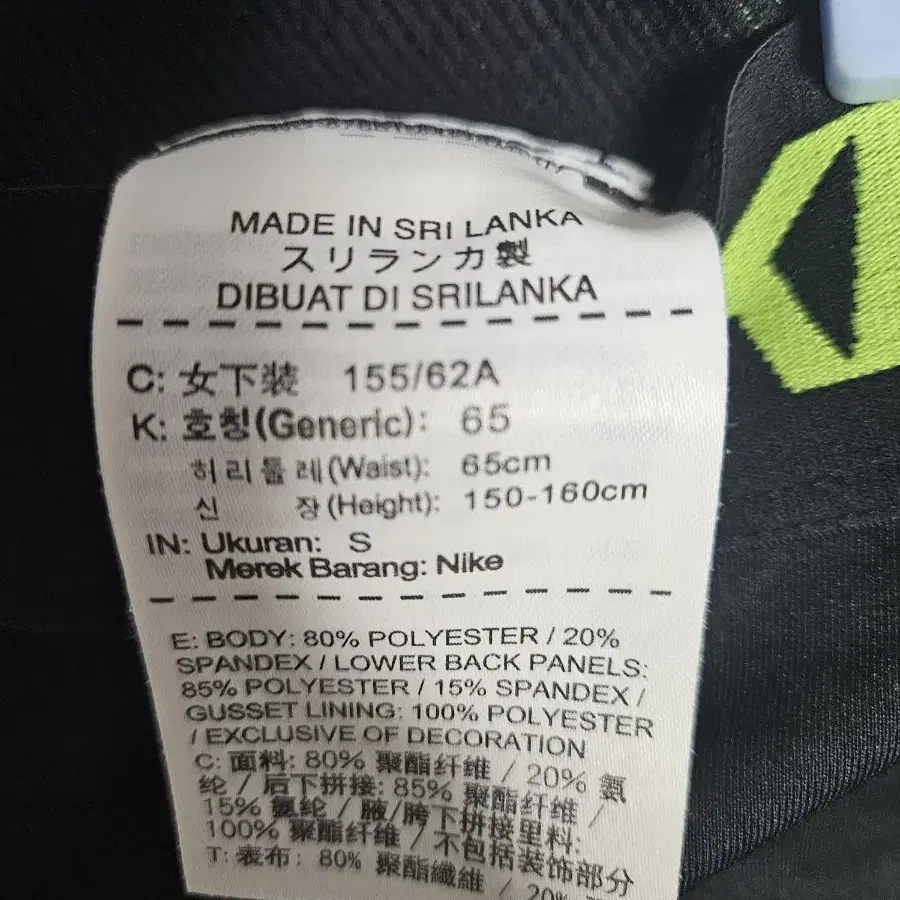 MADE IN SRI LANKA
スリランカ製
DIBUAT DI SRILANKA
C: 女下装 155/62A
K: 호칭(Generic): 65
허리둘레(Waist): 65cm
신 장(Height): 150-160cm
IN: Ukuran: S
Merek Barang: Nike
E: BODY: 80% POLYESTER / 20%
SPANDEX / LOWER BACK PANELS:
85% POLYESTER / 15% SPANDEX /
GUSSET LINING: 100% POLYESTER
/ EXCLUSIVE OF DECORATION
C: 面料: 80% 聚酯纤维 / 20% 氨
纶 / 后下拼接: 85% 聚酯纤维 /
15% 氨纶 / 腋/胯下拼接里料:
100% 聚酯纤维 / 不包括装饰部分
T: 表布: 80% 聚酯纖維 / 20%